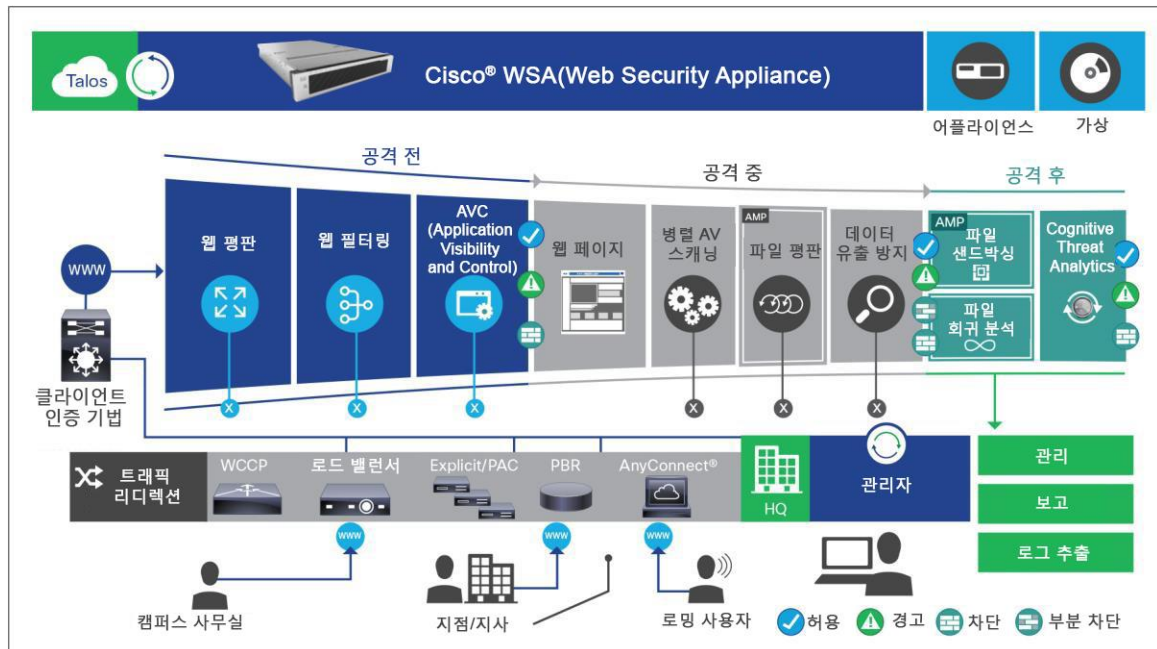 Talos
Cisco® WSA(Web Security Appliance)
어플라이언스
가상
공격 전
공격 중
공격 후
WWW
클라이언트
인증 기법
웹 평판
X
웹 필터링
X
AVC
(Application
Visibility
and Control)
X
웹 페이지
병렬 AV
스캐닝
X
AMP
파일 평판
X
데이터
유출 방지
X
AMP
파일
샌드박싱
파일
회귀 분석
Cognitive
Threat
Analytics
트래픽
리디렉션
WCCP
로드 밸런서
Explicit/PAC
PBR
AnyConnect®
HQ
관리자
관리
보고
로그 추출
WWW
WWW
WWW
캠퍼스 사무실
지점/지사
로밍 사용자
허용
경고
차단
부분 차단